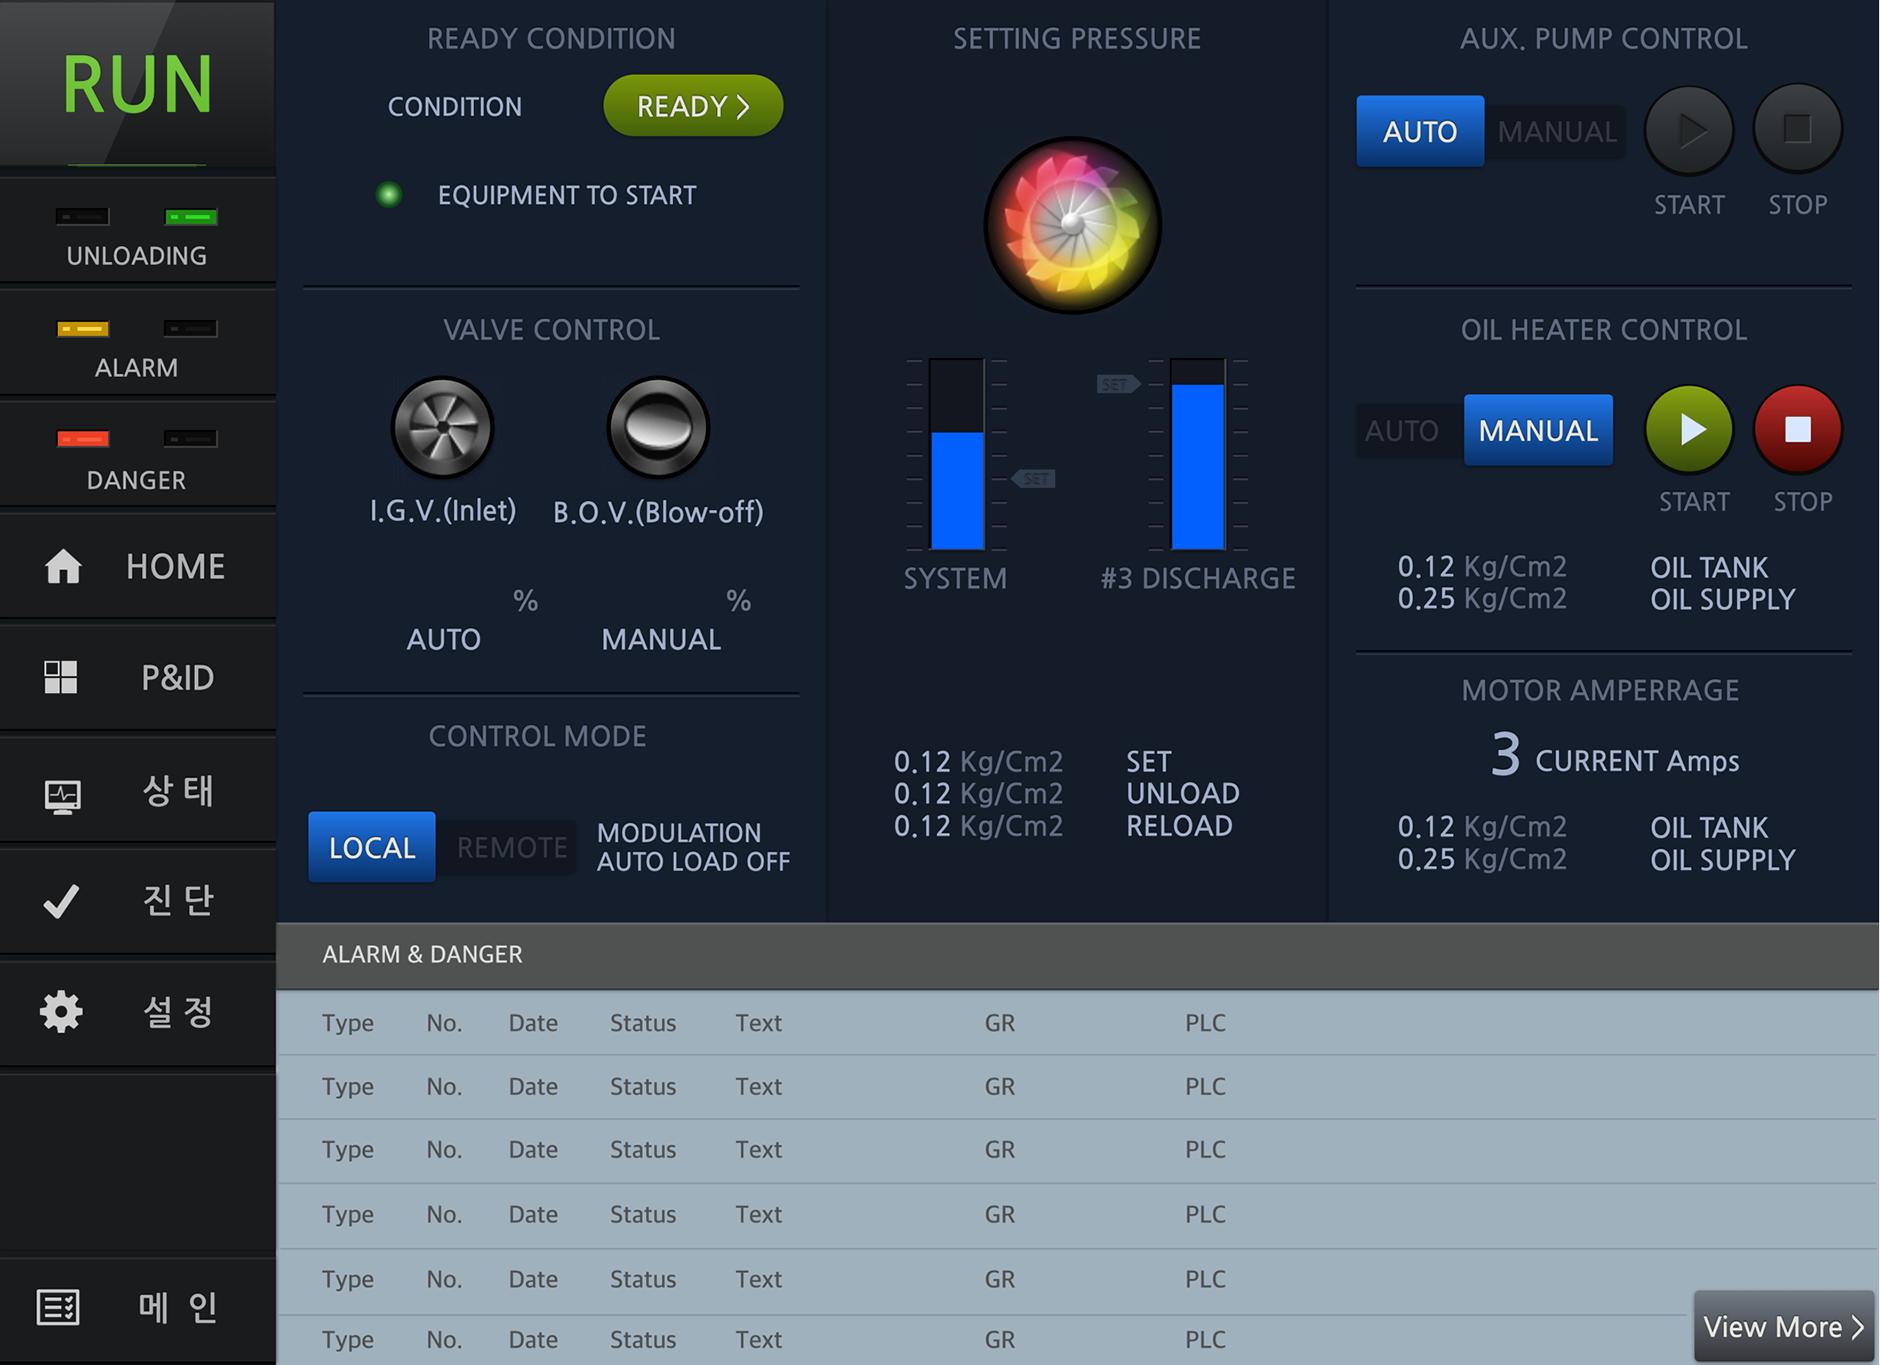 RUN
UNLOADING
ALARM
DANGER
HOME
P&ID
상태
진단
설정
메인
READY CONDITION
CONDITION
READY >
EQUIPMENT TO START
VALVE CONTROL
I.G.V.(Inlet)
B.O.V.(Blow-off)
% %
AUTO MANUAL
CONTROL MODE
LOCAL REMOTE
MODULATION
AUTO LOAD OFF
SETTING PRESSURE
SET
SET
SYSTEM
#3 DISCHARGE
0.12 Kg/Cm2 SET
0.12 Kg/Cm2 UNLOAD
0.12 Kg/Cm2 RELOAD
AUX. PUMP CONTROL
AUTO MANUAL
START STOP
OIL HEATER CONTROL
AUTO MANUAL
START STOP
0.12 Kg/Cm2 OIL TANK
0.25 Kg/Cm2 OIL SUPPLY
MOTOR AMPERRAGE
3 CURRENT Amps
0.12 Kg/Cm2 OIL TANK
0.25 Kg/Cm2 OIL SUPPLY
ALARM & DANGER
Type No. Date Status Text GR PLC
Type No. Date Status Text GR PLC
Type No. Date Status Text GR PLC
Type No. Date Status Text GR PLC
Type No. Date Status Text GR PLC
Type No. Date Status Text GR PLC
View More >